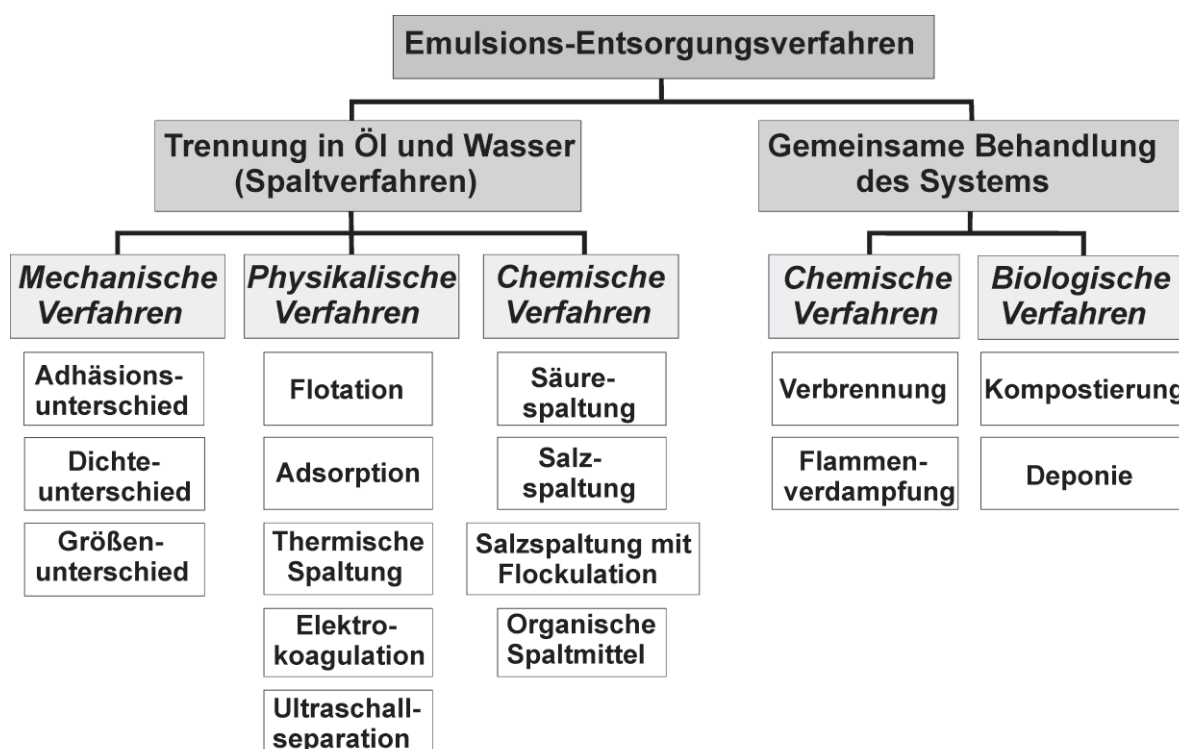 Emulsions-Entsorgungsverfahren
Trennung in Öl und Wasser
(Spaltverfahren)
Gemeinsame Behandlung
des Systems
Mechanische
Verfahren
Physikalische
Verfahren
Chemische
Verfahren
Chemische
Verfahren
Biologische
Verfahren
Adhäsions-
unterschied
Dichte-
unterschied
Größen-
unterschied
Flotation
Adsorption
Thermische
Spaltung
Elektro-
koagulation
Ultraschall-
separation
Säure-
spaltung
Salz-
spaltung
Salzspaltung mit
Flockulation
Organische
Spaltmittel
Verbrennung
Flammen-
verdampfung
Kompostierung
Deponie